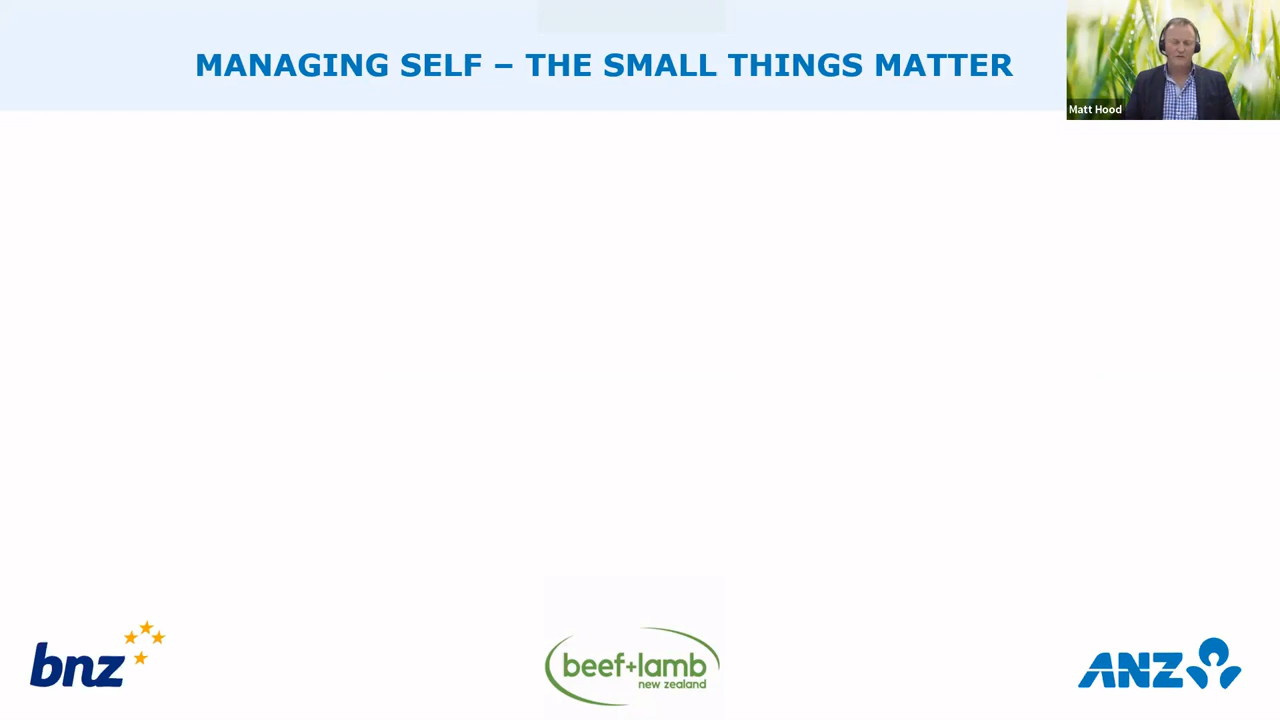 MANAGING SELF – THE SMALL THINGS MATTER
Matt Hood
bnz
beef+lamb
new zealand
ANZ